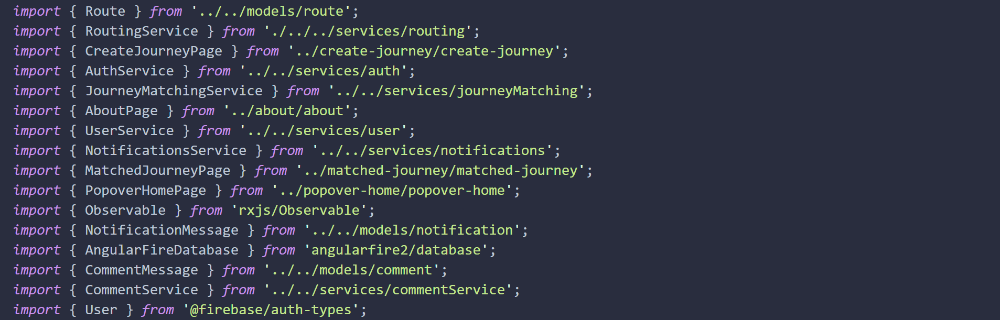 import { Route } from '../../models/route';
import { RoutingService } from './../../services/routing';
import { CreateJourneyPage } from '../create-journey/create-journey';
import { AuthService } from '../../services/auth';
import { JourneyMatchingService } from '../../services/journeyMatching';
import { AboutPage } from '../about/about';
import { UserService } from '../../services/user';
import { NotificationsService } from '../../services/notifications';
import { MatchedJourneyPage } from '../matched-journey/matched-journey';
import { PopoverHomePage } from '../popover-home/popover-home';
import { Observable } from 'rxjs/Observable';
import { NotificationMessage } from '../../models/notification';
import { AngularFireDatabase } from 'angularfire2/database';
import { CommentMessage } from '../../models/comment';
import { CommentService } from '../../services/commentService';
import { User } from '@firebase/auth-types';